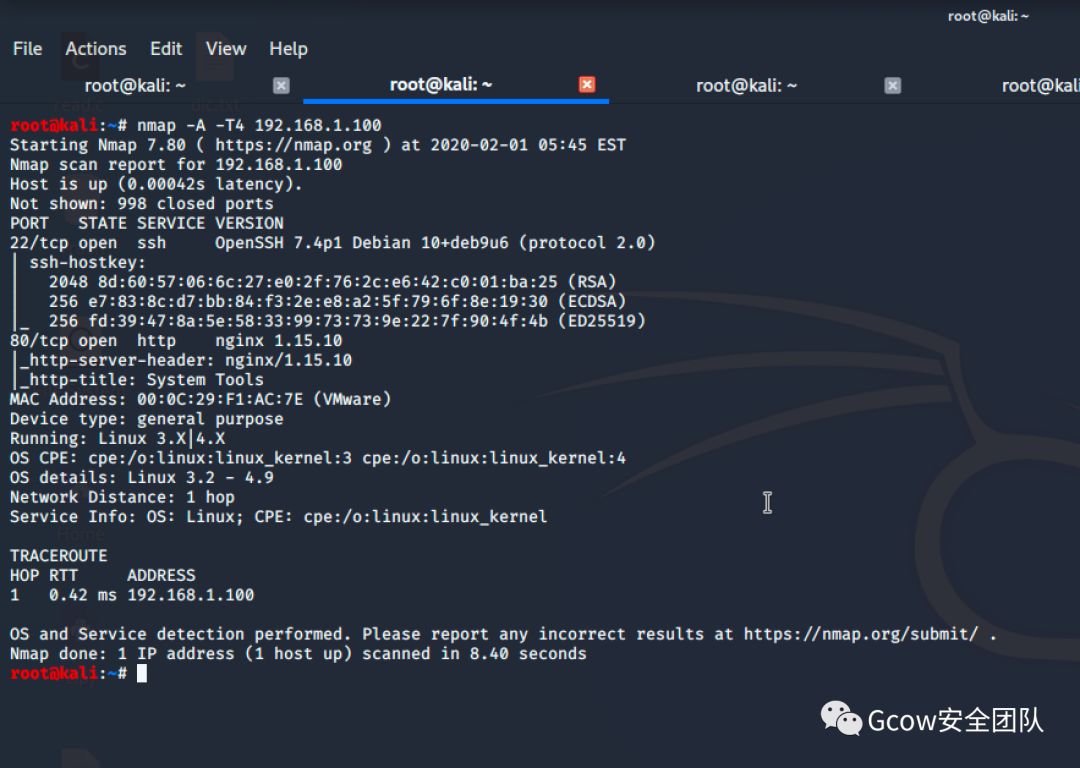 root@kali: ~
File Actions Edit View Help
root@kali: ~ root@kali: ~ root@kali: ~ root@kali
root@kali:~# nmap -A -T4 192.168.1.100
Starting Nmap 7.80 ( https://nmap.org ) at 2020-02-01 05:45 EST
Nmap scan report for 192.168.1.100
Host is up (0.00042s latency).
Not shown: 998 closed ports
PORT   STATE SERVICE VERSION
22/tcp open  ssh     OpenSSH 7.4p1 Debian 10+deb9u6 (protocol 2.0)
| ssh-hostkey:
|   2048 8d:60:57:06:6c:27:e0:2f:76:2c:e6:42:c0:01:ba:25 (RSA)
|   256 e7:83:8c:d7:bb:84:f3:2e:e8:a2:5f:79:6f:8e:19:30 (ECDSA)
|_  256 fd:39:47:8a:5e:58:33:99:73:73:9e:22:7f:90:4f:4b (ED25519)
80/tcp open  http    nginx 1.15.10
|_http-server-header: nginx/1.15.10
|_http-title: System Tools
MAC Address: 00:0C:29:F1:AC:7E (VMware)
Device type: general purpose
Running: Linux 3.X|4.X
OS CPE: cpe:/o:linux:linux_kernel:3 cpe:/o:linux:linux_kernel:4
OS details: Linux 3.2 - 4.9
Network Distance: 1 hop
Service Info: OS: Linux; CPE: cpe:/o:linux:linux_kernel
Home
TRACEROUTE
HOP RTT     ADDRESS
1   0.42 ms 192.168.1.100
OS and Service detection performed. Please report any incorrect results at https://nmap.org/submit/ .
Nmap done: 1 IP address (1 host up) scanned in 8.40 seconds
root@kali:~#
Gcow安全团队